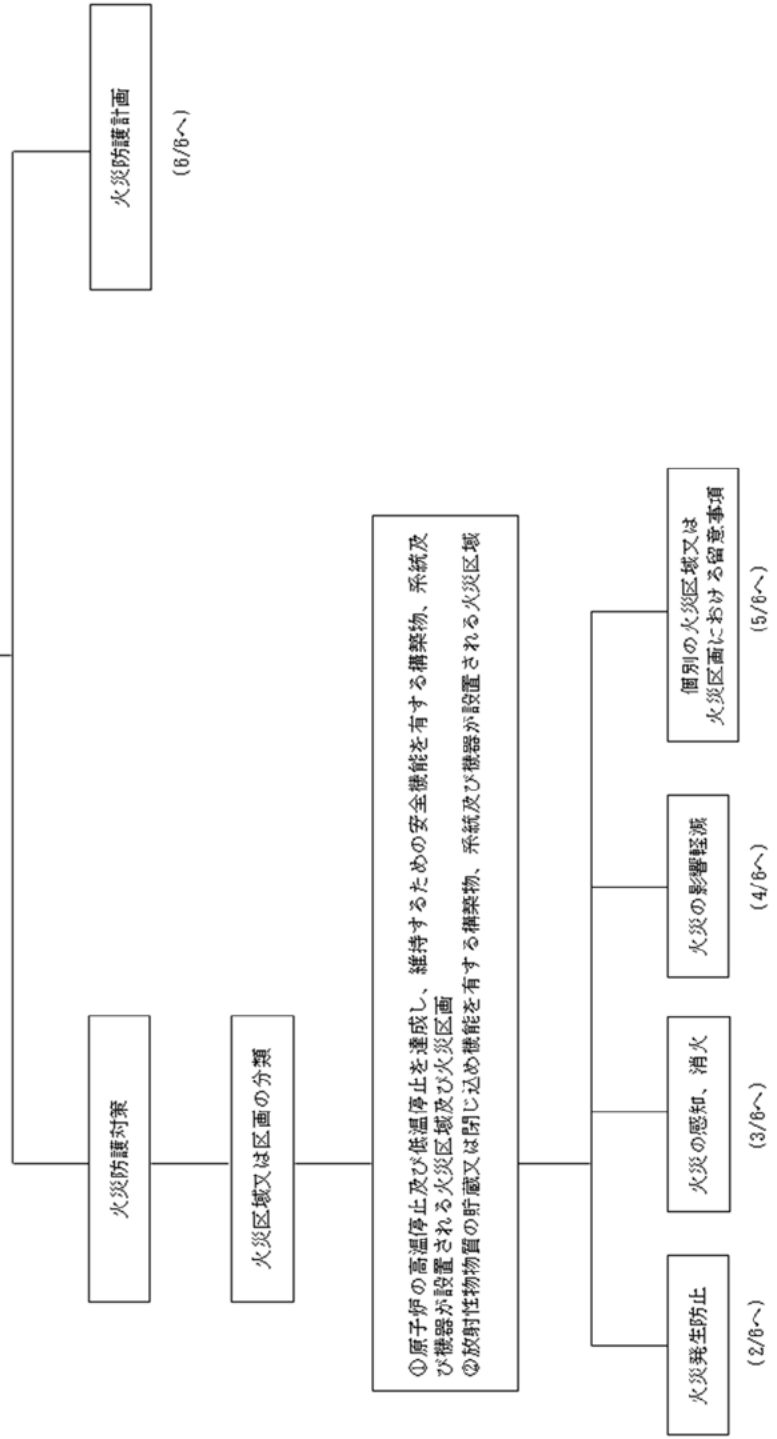 火災防護対策
火災防護計画
(6/6へ)
火災区域又は区画の分類
①原子炉の高温停止及び低温停止を達成し、維持するための安全機能を有する構築物、系統及
び機器が設置される火災区域及び火災区画
②放射性物物質の貯蔵又は閉じ込め機能を有する構築物、系統及び機器が設置される火災区域
火災発生防止
(2/6へ)
火災の感知、消火
(3/6へ)
火災の影響軽減
(4/6へ)
個別の火災区域又は
火災区画における留意事項
(5/6へ)